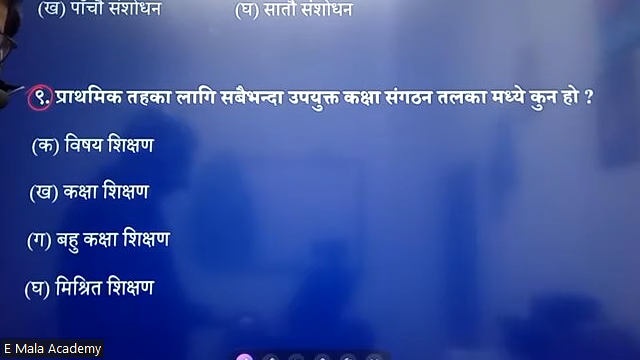 (ख) पाँचौं संशोधन (घ) सातौं संशोधन
९. प्राथमिक तहका लागि सबैभन्दा उपयुक्त कक्षा संगठन तलका मध्ये कुन हो ?
(क) विषय शिक्षण
(ख) कक्षा शिक्षण
(ग) बहु कक्षा शिक्षण
(घ) मिश्रित शिक्षण
E Mala Academy